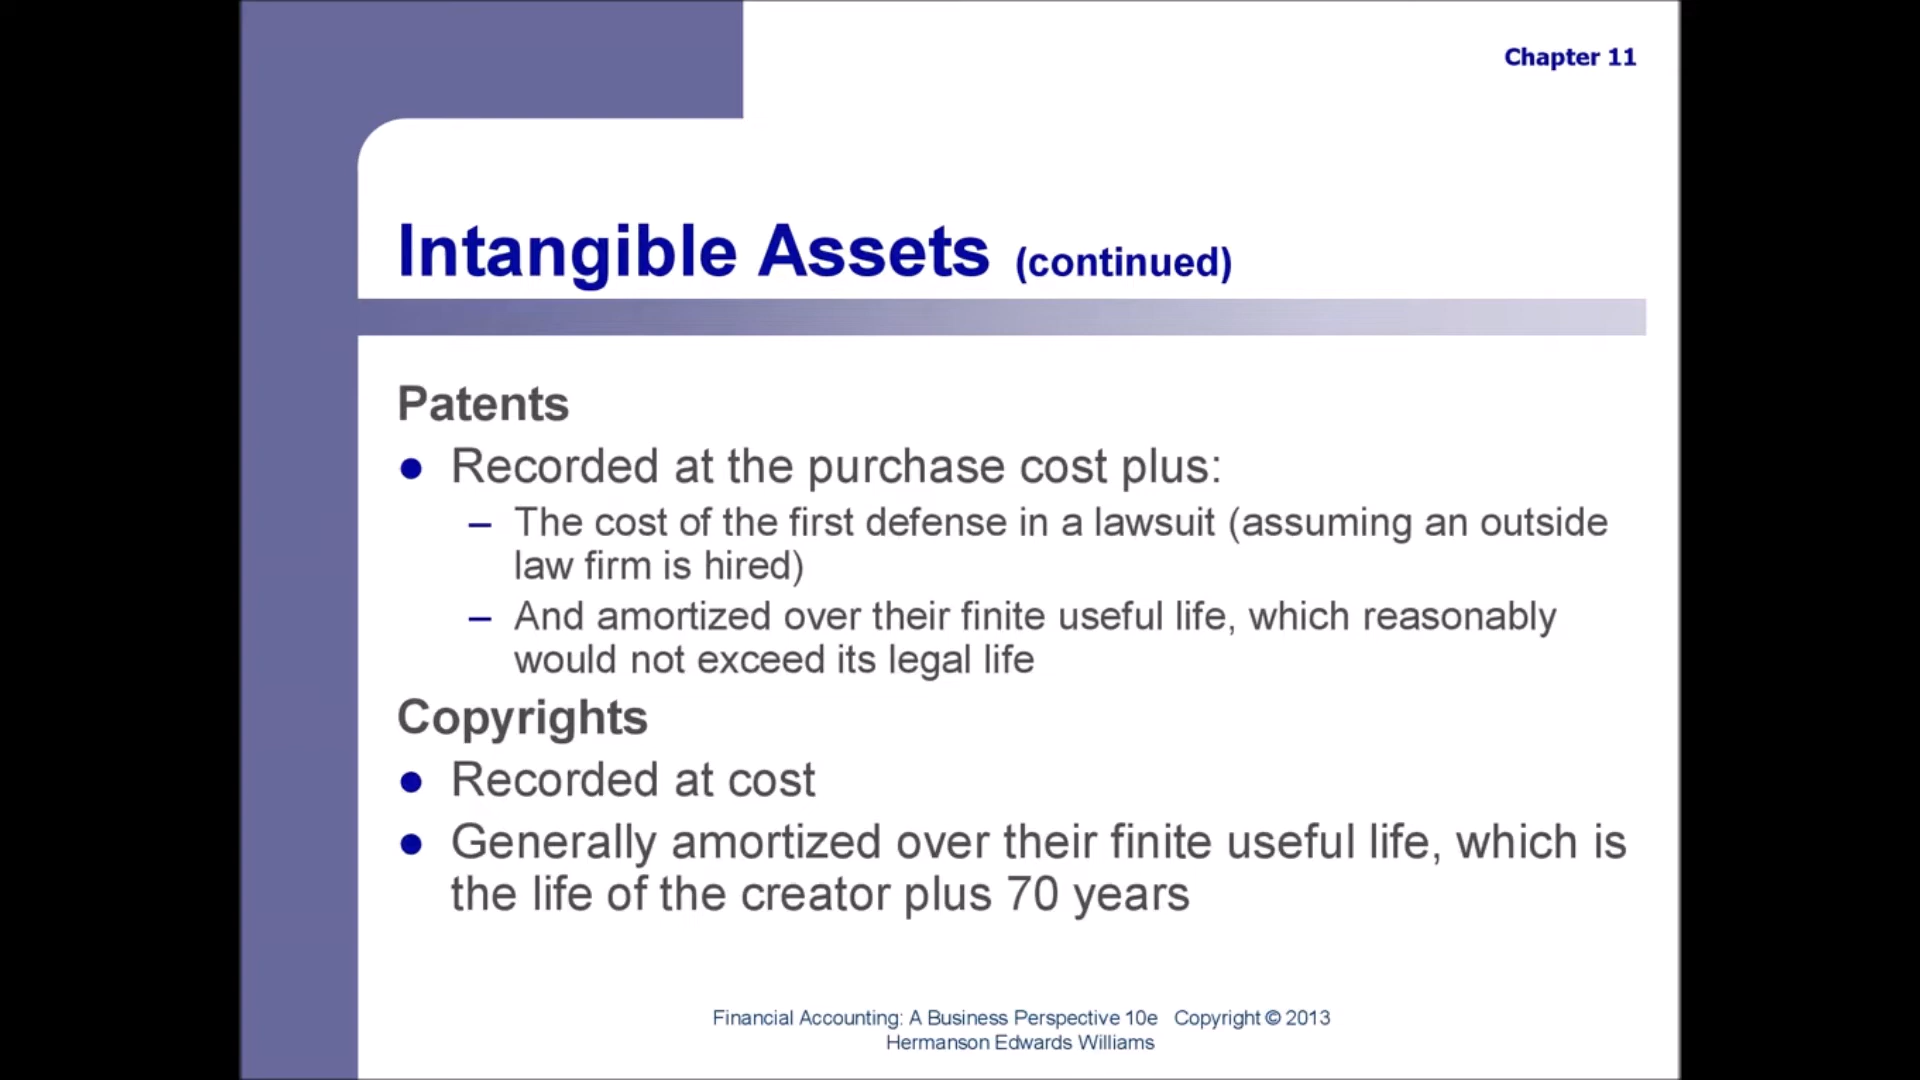 Chapter 11
Intangible Assets (continued)
Patents
● Recorded at the purchase cost plus:
– The cost of the first defense in a lawsuit (assuming an outside
law firm is hired)
– And amortized over their finite useful life, which reasonably
would not exceed its legal life
Copyrights
● Recorded at cost
● Generally amortized over their finite useful life, which is
the life of the creator plus 70 years
Financial Accounting: A Business Perspective 10e Copyright © 2013
Hermanson Edwards Williams